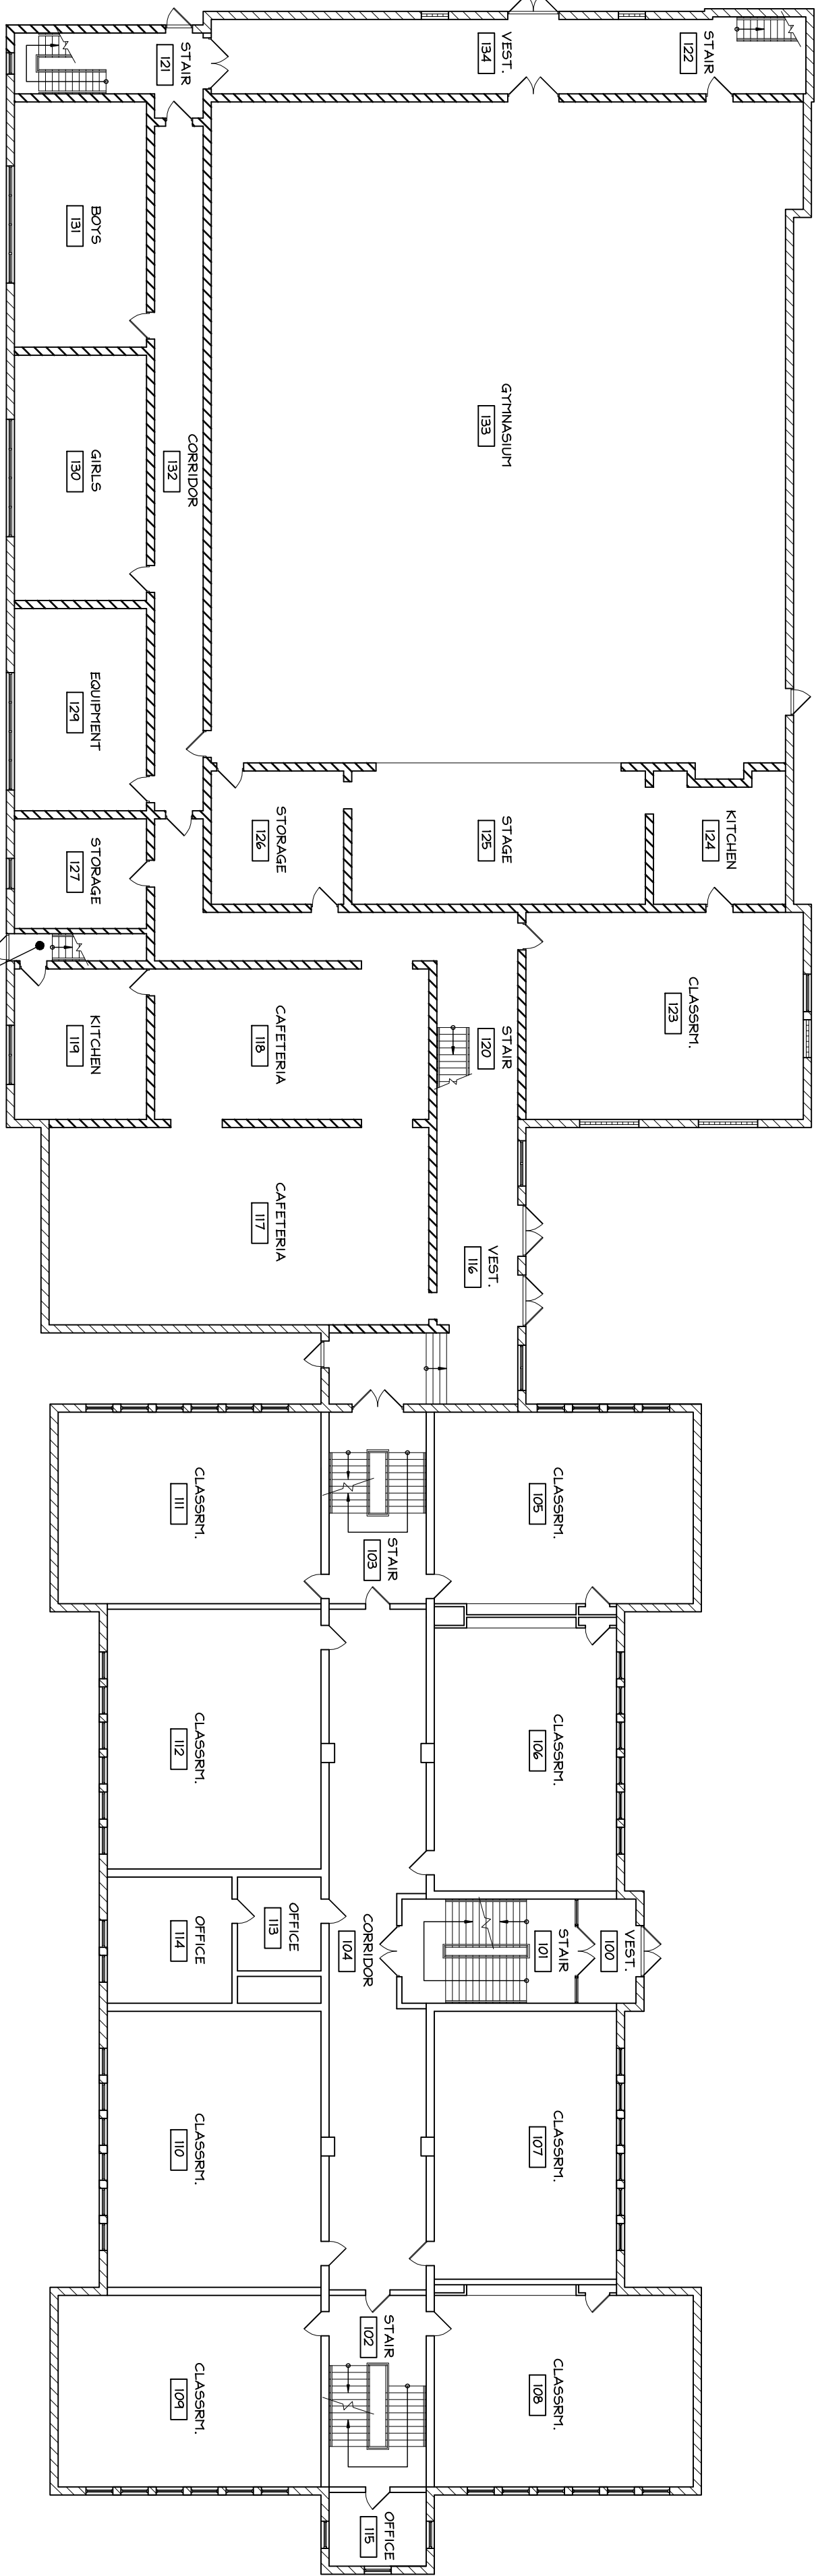 STAIR
121
VEST.
134
STAIR
122
BOYS
131
GYMNASIUM
133
CORRIDOR
132
GIRLS
130
EQUIPMENT
129
STORAGE
127
STORAGE
126
STAGE
125
KITCHEN
124
CLASSRM.
123
KITCHEN
119
CAFETERIA
118
STAIR
120
CAFETERIA
117
VEST.
116
CLASSRM.
111
STAIR
103
CLASSRM.
105
CLASSRM.
112
CLASSRM.
106
OFFICE
114
OFFICE
113
CORRIDOR
104
STAIR
101
VEST.
100
CLASSRM.
110
CLASSRM.
107
CLASSRM.
109
STAIR
102
CLASSRM.
108
OFFICE
115